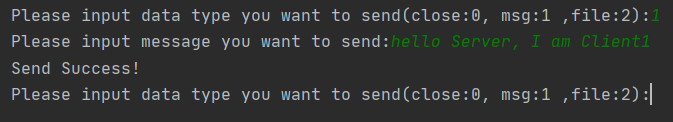 Please input data type you want to send(close:0, msg:1 ,file:2):1
Please input message you want to send:hello Server, I am Client1
Send Success!
Please input data type you want to send(close:0, msg:1 ,file:2):